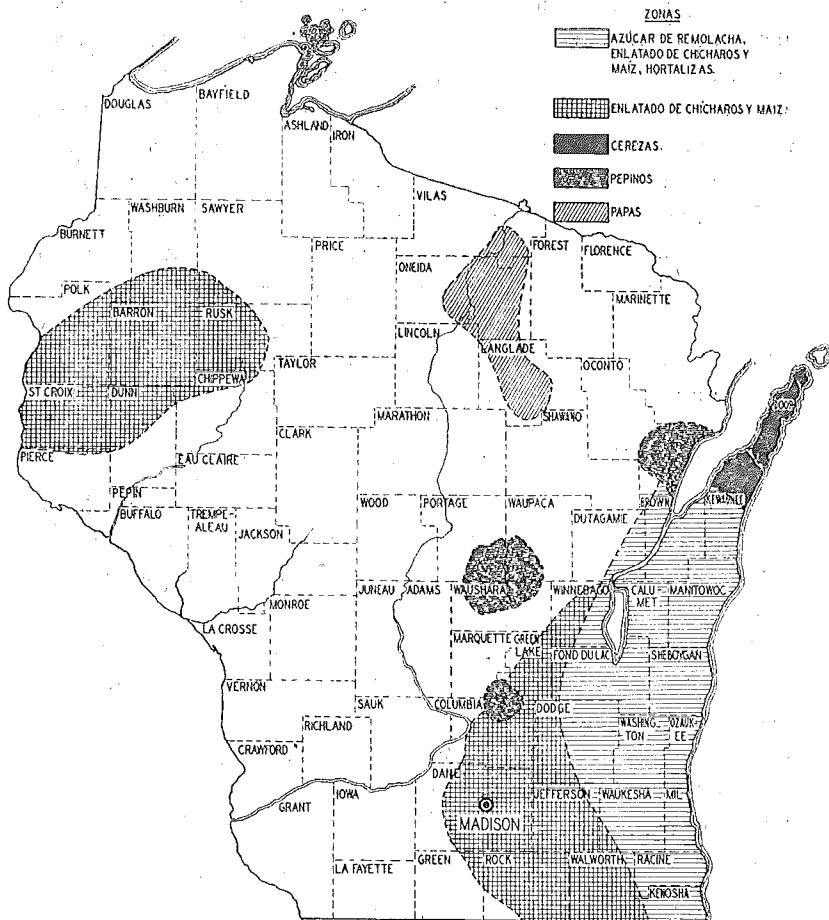 ZONAS
AZÚCAR DE REMOLACHA,
ENLATADO DE CHÍCHAROS Y
MAÍZ, HORTALIZAS.
ENLATADO DE CHÍCHAROS Y MAIZ.
CEREZAS.
PEPINOS
PAPAS
DOUGLAS
BAYFIELD
ASHLAND
IRON
VILAS
WASHBURN
SAWYER
BURNETT
PRICE
ONEIDA
FOREST
FLORENCE
POLK
MARINETTE
BARRON
RUSK
LINCOLN
LANGLADE
TAYLOR
OCONTO
ST CROIX
DUNN
CHIPPEWA
DOOR
MARATHON
SHAWANO
CLARK
PIERCE
EAU CLAIRE
PEPIN
BUFFALO
TREMPE-
ALEAU
JACKSON
WOOD
PORTAGE
WAUPACA
DUTAGAMIE
BROWN
KEWAUNEE
MONROE
JUNEAU
ADAMS
WAUSHARA
WINNEBAGO
CALU-
MET
MANITOWOC
LA CROSSE
MARQUETTE
GREEN
LAKE
FOND DU LAC
SHEBOYGAN
VERNON
SAUK
COLUMBIA
DODGE
RICHLAND
WASHING-
TON
OZAUK-
EE
CRAWFORD
DANE
IOWA
GRANT
JEFFERSON
WAUKESHA
MIL
MADISON
LA FAYETTE
GREEN
ROCK
WALWORTH
RACINE
KENOSHA